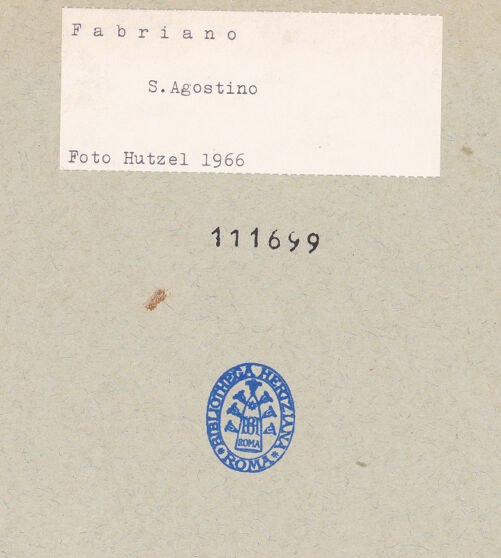 Fabriano
S.Agostino
Foto Hutzel 1966
111699
BIBLIOTHECA HERTZIANA
ROMA
ROMA